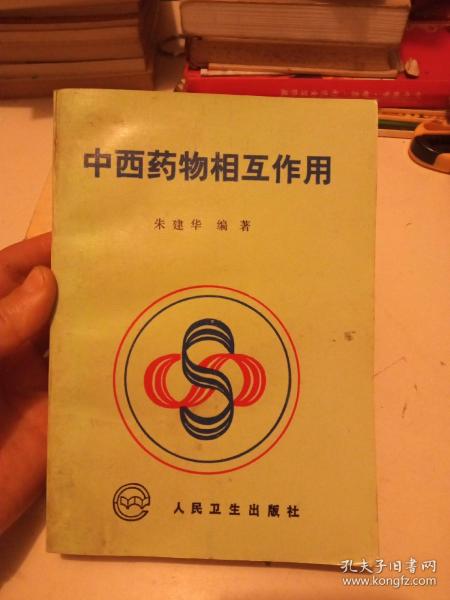 中西药物相互作用
朱建华 编著
人民卫生出版社
孔夫子旧书网
www.kongfz.com